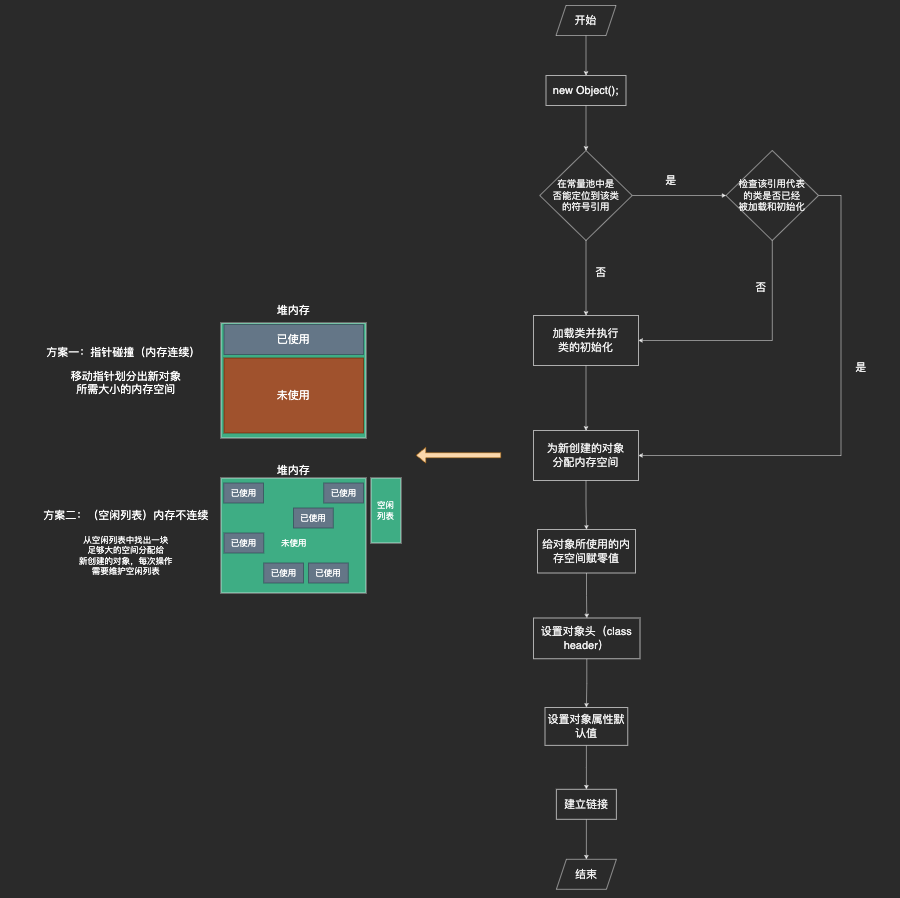 开始
new Object();
在常量池中是
否能定位到该类
的符号引用
是
检查该引用代表
的类是否已经
被加载和初始化
否
否
加载类并执行
类的初始化
是
为新创建的对象
分配内存空间
给对象所使用的内
存空间赋零值
设置对象头（class
header）
设置对象属性默
认值
建立链接
结束
堆内存
已使用
未使用
方案一：指针碰撞（内存连续）
移动指针划分出新对象
所需大小的内存空间
堆内存
已使用
已使用
已使用
已使用
未使用
已使用
已使用
空闲
列表
方案二：（空闲列表）内存不连续
从空闲列表中找出一块
足够大的空间分配给
新创建的对象，每次操作
需要维护空闲列表